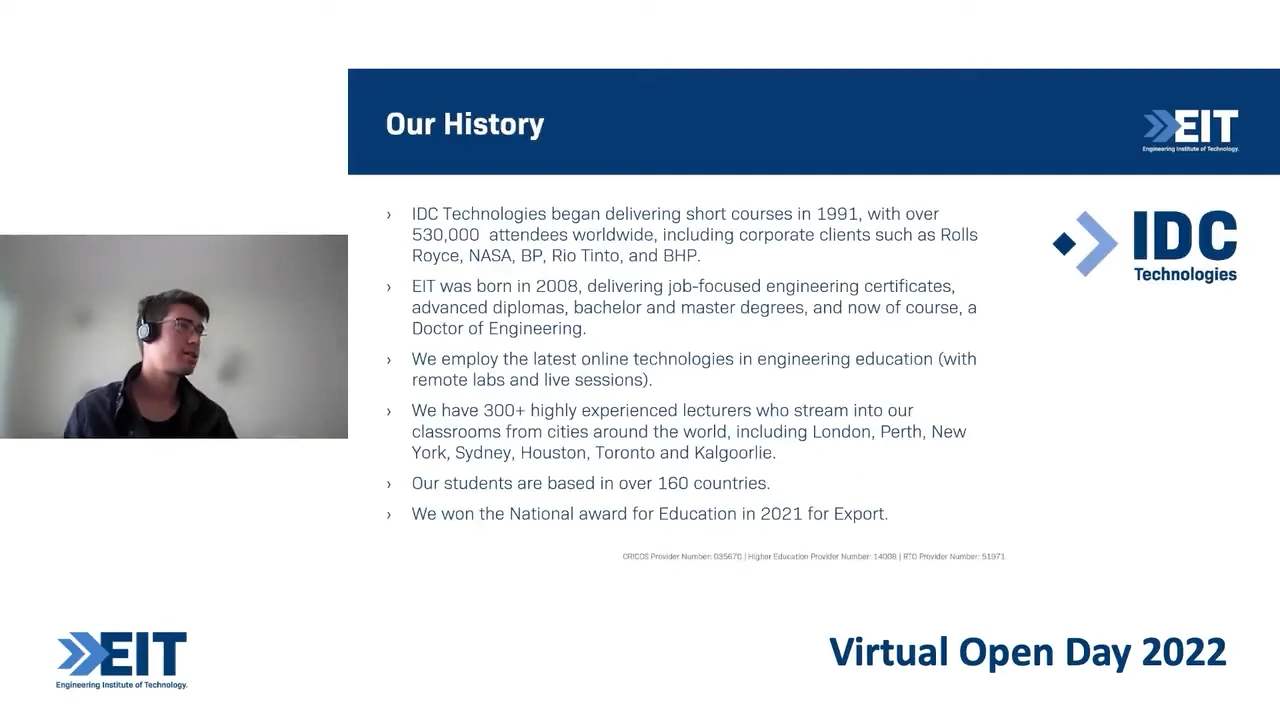 Our History
EIT
Engineering Institute of Technology.
› IDC Technologies began delivering short courses in 1991, with over
530,000 attendees worldwide, including corporate clients such as Rolls
Royce, NASA, BP, Rio Tinto, and BHP.
IDC
Technologies
› EIT was born in 2008, delivering job-focused engineering certificates,
advanced diplomas, bachelor and master degrees, and now of course, a
Doctor of Engineering.
› We employ the latest online technologies in engineering education (with
remote labs and live sessions).
› We have 300+ highly experienced lecturers who stream into our
classrooms from cities around the world, including London, Perth, New
York, Sydney, Houston, Toronto and Kalgoorlie.
› Our students are based in over 160 countries.
› We won the National award for Education in 2021 for Export.
CRICOS Provider Number: 03567C | Higher Education Provider Number: 14008 | RTO Provider Number: 51971
EIT
Engineering Institute of Technology.
Virtual Open Day 2022